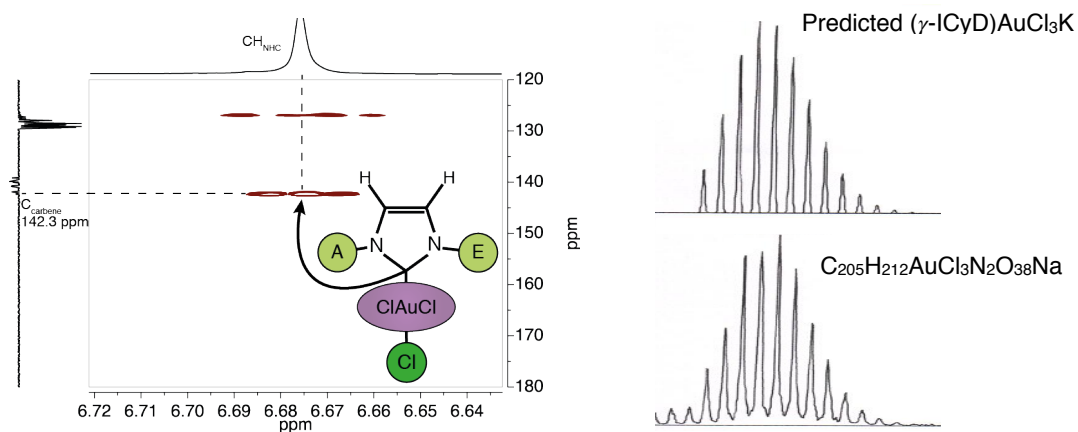 CH_NHC
120
130
140
150
160
170
180
ppm
C_carbene
142.3 ppm
H H
N N
A E
ClAuCl
Cl
6.72 6.71 6.70 6.69 6.68 6.67 6.66 6.65 6.64
ppm
Predicted (γ-ICyD)AuCl₃K
C₂₀₅H₂₁₂AuCl₃N₂O₃₈Na